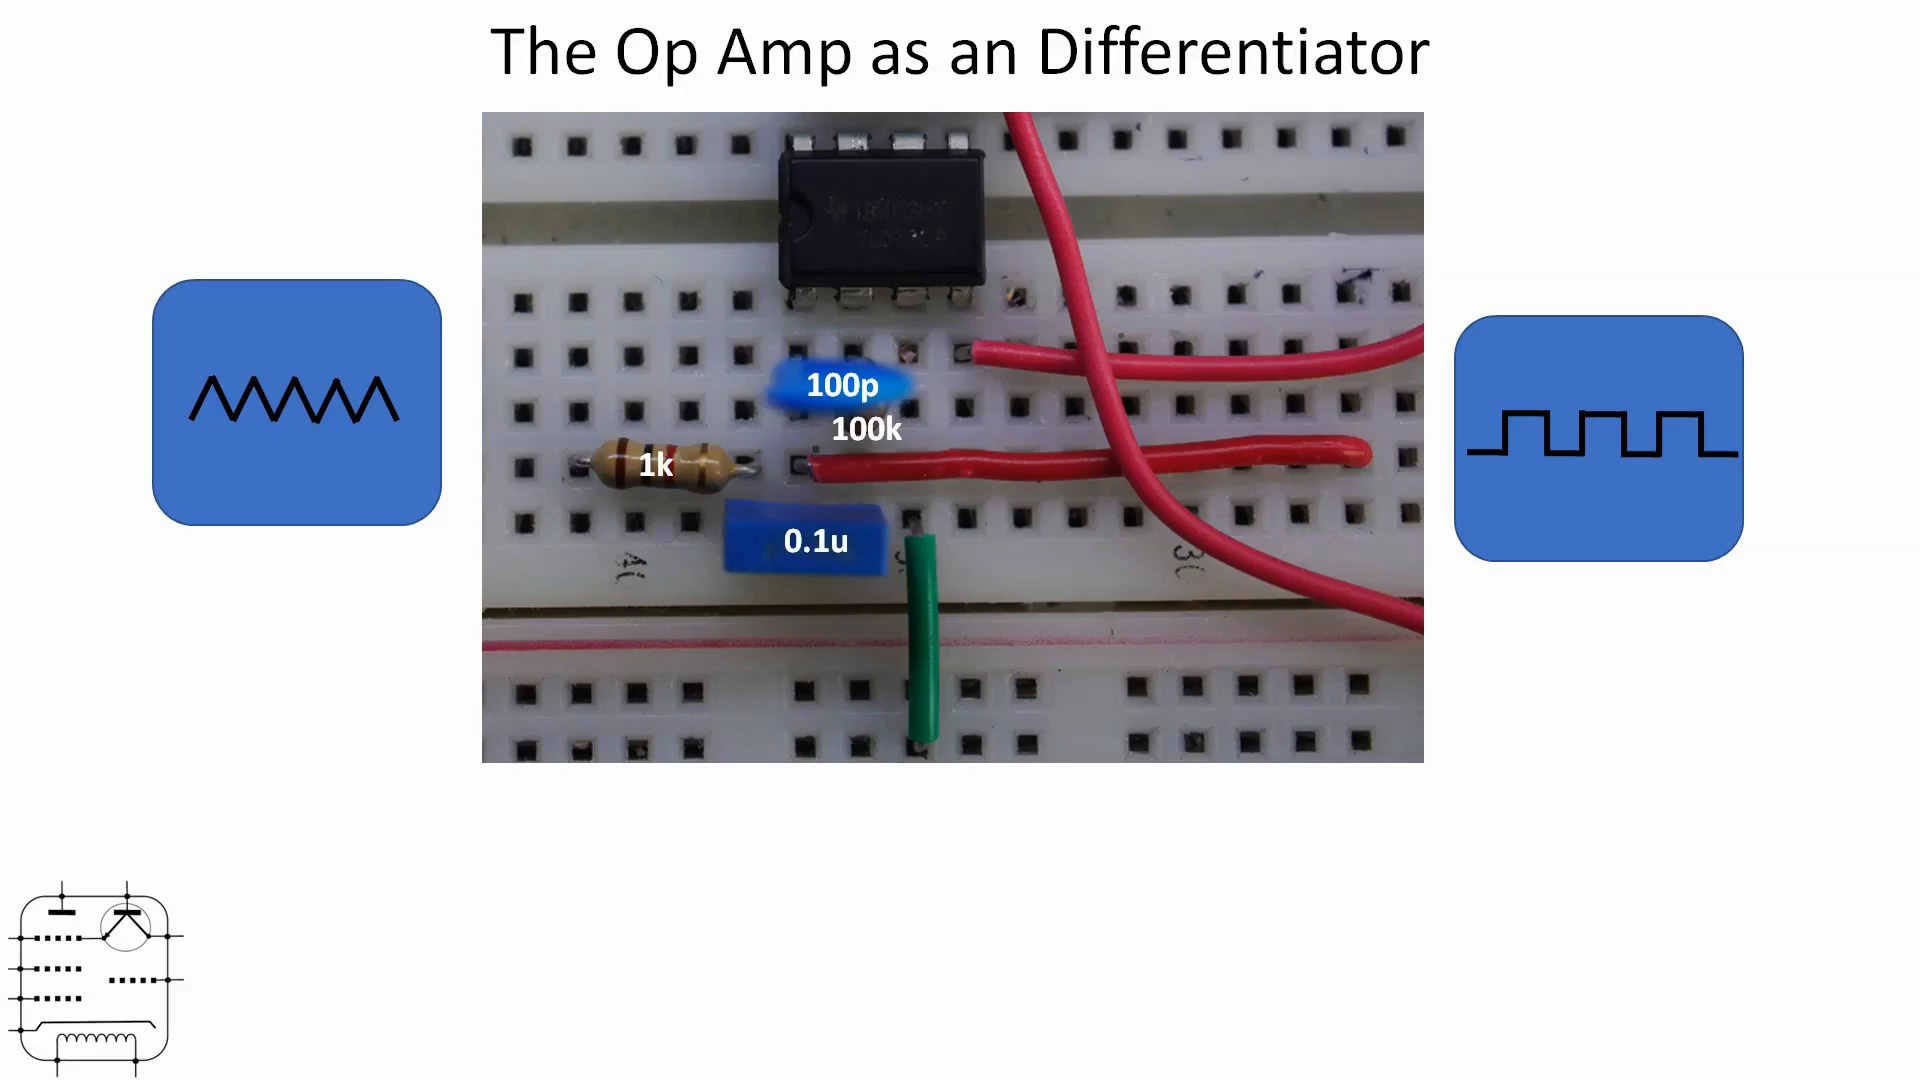 The Op Amp as an Differentiator
100p
100k
1k
0.1u